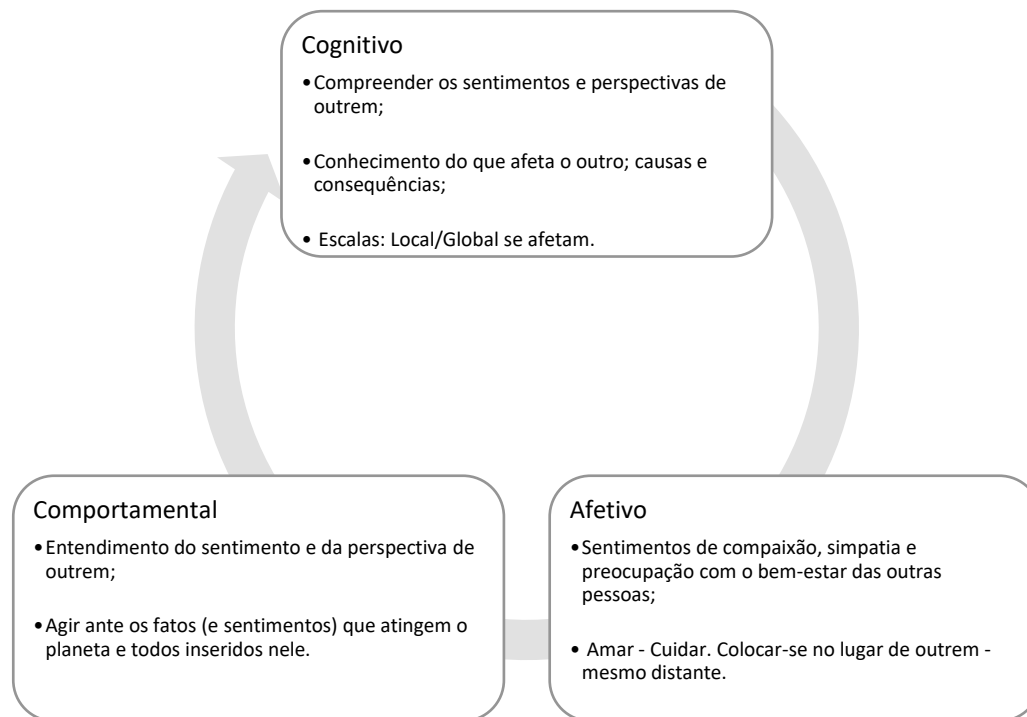 Cognitivo
•Compreender os sentimentos e perspectivas de
outrem;
•Conhecimento do que afeta o outro; causas e
consequências;
• Escalas: Local/Global se afetam.
Comportamental
•Entendimento do sentimento e da perspectiva de
outrem;
•Agir ante os fatos (e sentimentos) que atingem o
planeta e todos inseridos nele.
Afetivo
•Sentimentos de compaixão, simpatia e
preocupação com o bem-estar das outras
pessoas;
• Amar - Cuidar. Colocar-se no lugar de outrem -
mesmo distante.